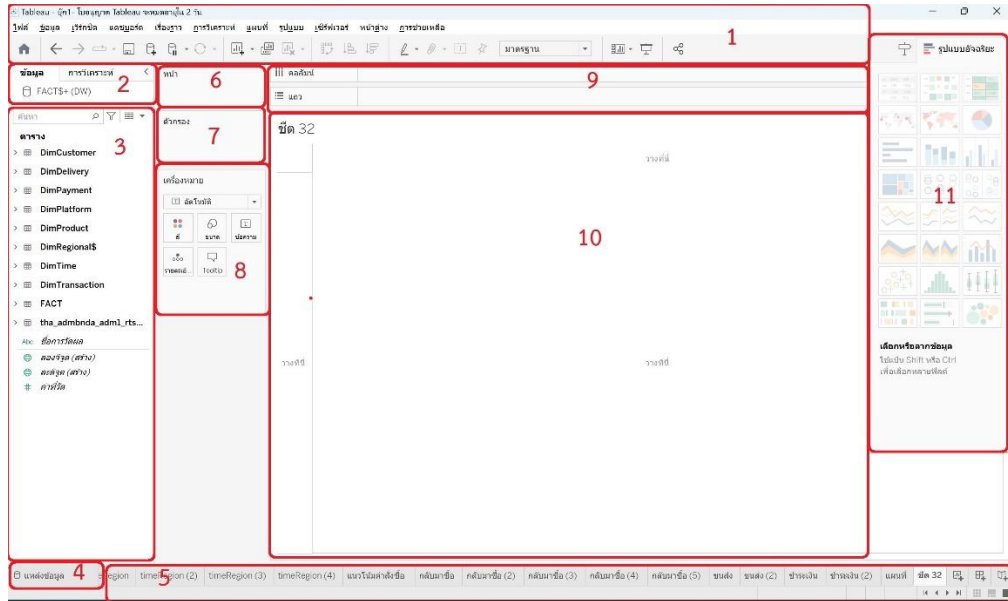 Tableau - บุ๊ก1 - ใบอนุญาต Tableau จะหมดอายุใน 2 วัน
ไฟล์ ข้อมูล เวิร์กชีต แดชบอร์ด เรื่องราว การวิเคราะห์ แผนที่ รูปแบบ เซิร์ฟเวอร์ หน้าต่าง การช่วยเหลือ
มาตรฐาน
1
รูปแบบอัจฉริยะ
ข้อมูล การวิเคราะห์
FACT$+ (DW)
2
หน้า
6
คอลัมน์
แถว
9
ค้นหา
3
ตาราง
DimCustomer
DimDelivery
DimPayment
DimPlatform
DimProduct
DimRegional$
DimTime
DimTransaction
FACT
tha_admbnda_adm1_rts...
Abc ชื่อการวัดผล
ลองจิจูด (สร้าง)
ละติจูด (สร้าง)
ค่าที่วัด
ตัวกรอง
7
เครื่องหมาย
อัตโนมัติ
สี ขนาด ข้อความ
Tooltip
8
ชีต 32
วางที่นี่
10
วางที่นี่ วางที่นี่
11
เลือกหรือลากข้อมูล
ใช้แป้น Shift หรือ Ctrl
เพื่อเลือกหลายฟิลด์
แหล่งข้อมูล 4
5
timeRegion (2) timeRegion (3) timeRegion (4) แนวโน้มคำสั่งซื้อ กลับมาซื้อ กลับมาซื้อ (2) กลับมาซื้อ (3) กลับมาซื้อ (4) กลับมาซื้อ (5) ขนส่ง ขนส่ง (2) ชำระเงิน ชำระเงิน (2) แผนที่ ชีต 32